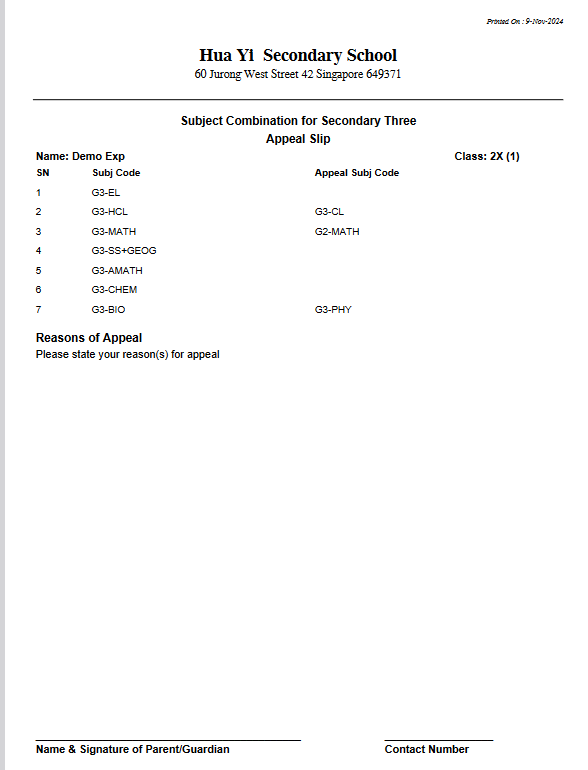 Printed On : 9-Nov-2024
Hua Yi Secondary School
60 Jurong West Street 42 Singapore 649371
Subject Combination for Secondary Three
Appeal Slip
Name: Demo Exp Class: 2X (1)
SN Subj Code Appeal Subj Code
1 G3-EL
2 G3-HCL G3-CL
3 G3-MATH G2-MATH
4 G3-SS+GEOG
5 G3-AMATH
6 G3-CHEM
7 G3-BIO G3-PHY
Reasons of Appeal
Please state your reason(s) for appeal
Name & Signature of Parent/Guardian Contact Number